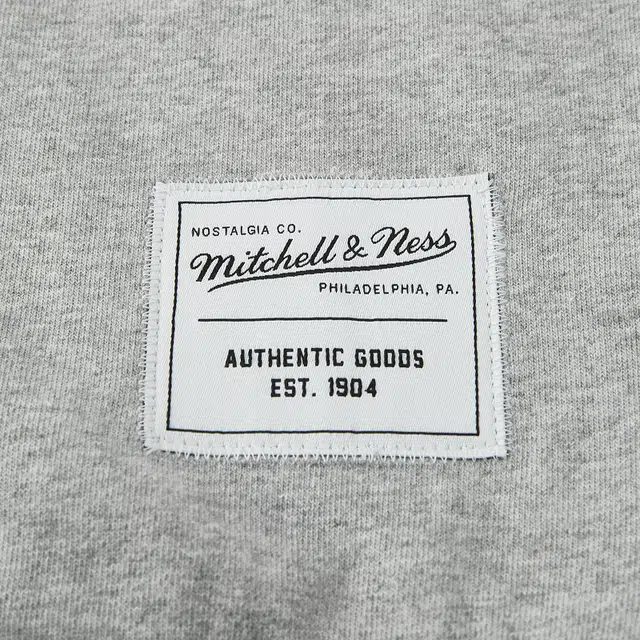 NOSTALGIA CO.
Mitchell & Ness
PHILADELPHIA, PA.
AUTHENTIC GOODS
EST. 1904